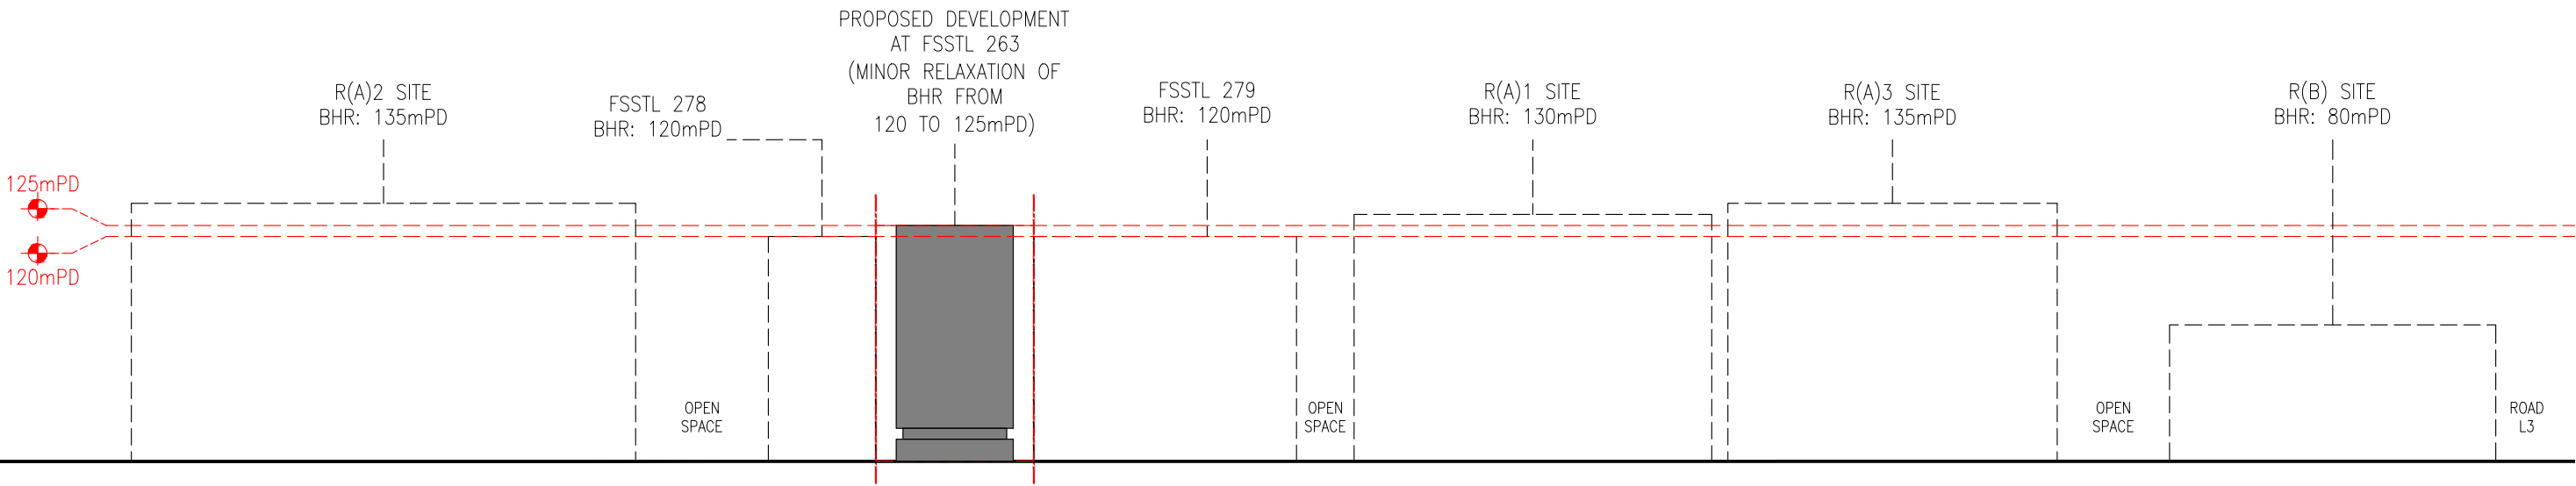 PROPOSED DEVELOPMENT
AT FSSTL 263
(MINOR RELAXATION OF
BHR FROM
120 TO 125mPD)
R(A)2 SITE
BHR: 135mPD
FSSTL 278
BHR: 120mPD
FSSTL 279
BHR: 120mPD
R(A)1 SITE
BHR: 130mPD
R(A)3 SITE
BHR: 135mPD
R(B) SITE
BHR: 80mPD
125mPD
120mPD
OPEN
SPACE
OPEN
SPACE
OPEN
SPACE
ROAD
L3